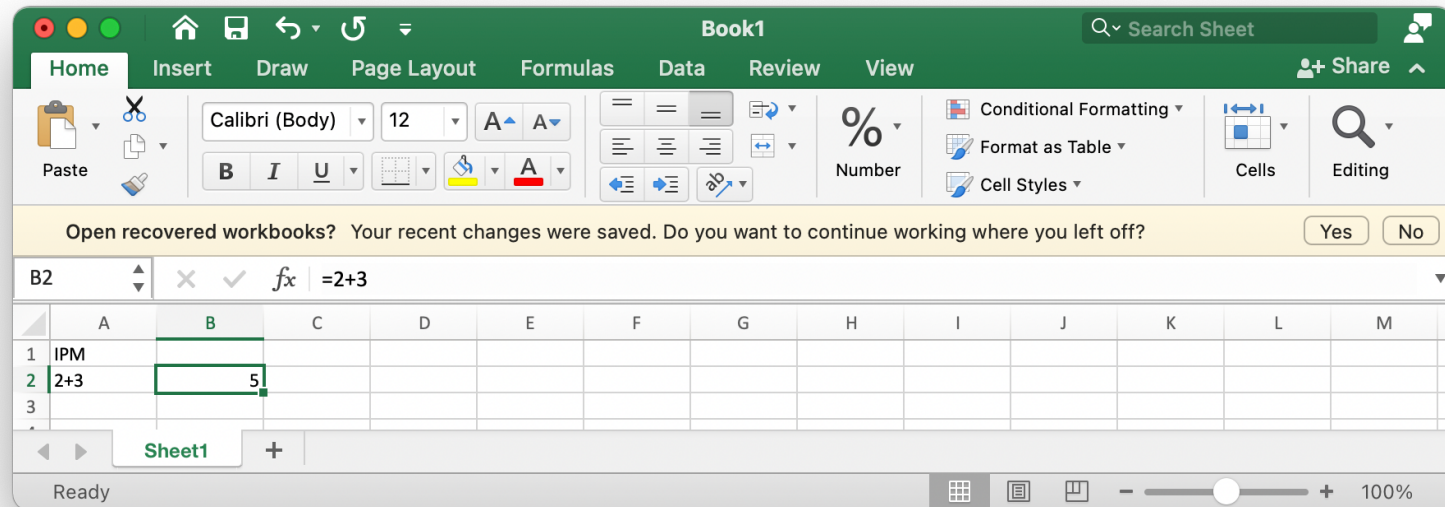 Book1
Search Sheet
Home Insert Draw Page Layout Formulas Data Review View Share
Paste
Calibri (Body) 12 A A
B I U A
ab
% Number
Conditional Formatting
Format as Table
Cell Styles
Cells
Editing
Open recovered workbooks? Your recent changes were saved. Do you want to continue working where you left off? Yes No
B2 fx =2+3
A B C D E F G H I J K L M
1 IPM
2 2+3 5
3
Sheet1 +
Ready 100%